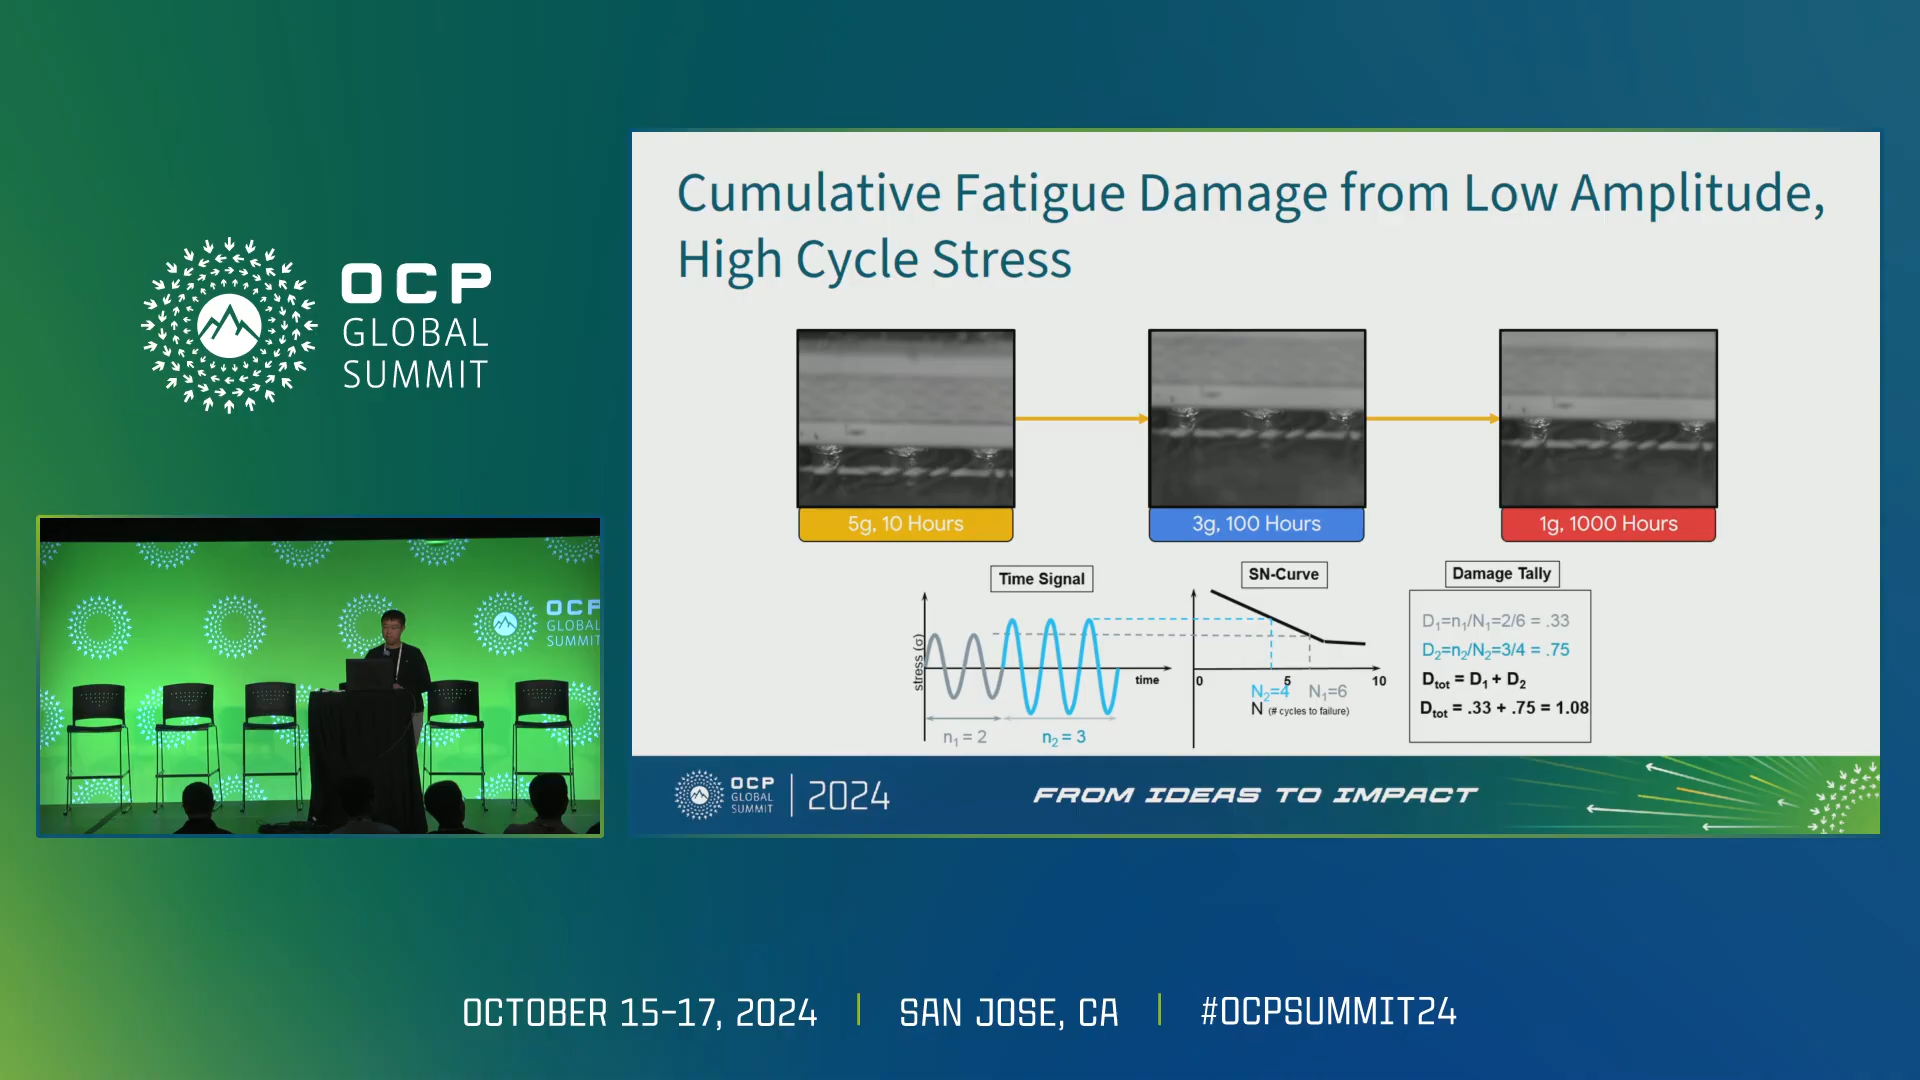 OCP
GLOBAL
SUMMIT
Cumulative Fatigue Damage from Low Amplitude,
High Cycle Stress
5g, 10 Hours
3g, 100 Hours
1g, 1000 Hours
Time Signal
stress (σ)
time
n1 = 2
n2 = 3
SN-Curve
0
5
10
N2=4
N1=6
N (# cycles to failure)
Damage Tally
D1=n1/N1=2/6 = .33
D2=n2/N2=3/4 = .75
Dtot = D1 + D2
Dtot = .33 + .75 = 1.08
OCP
GLOBAL
SUMMIT
2024
FROM IDEAS TO IMPACT
OCP
GLOBAL
SUMMIT
OCTOBER 15-17, 2024
SAN JOSE, CA
#OCPSUMMIT24